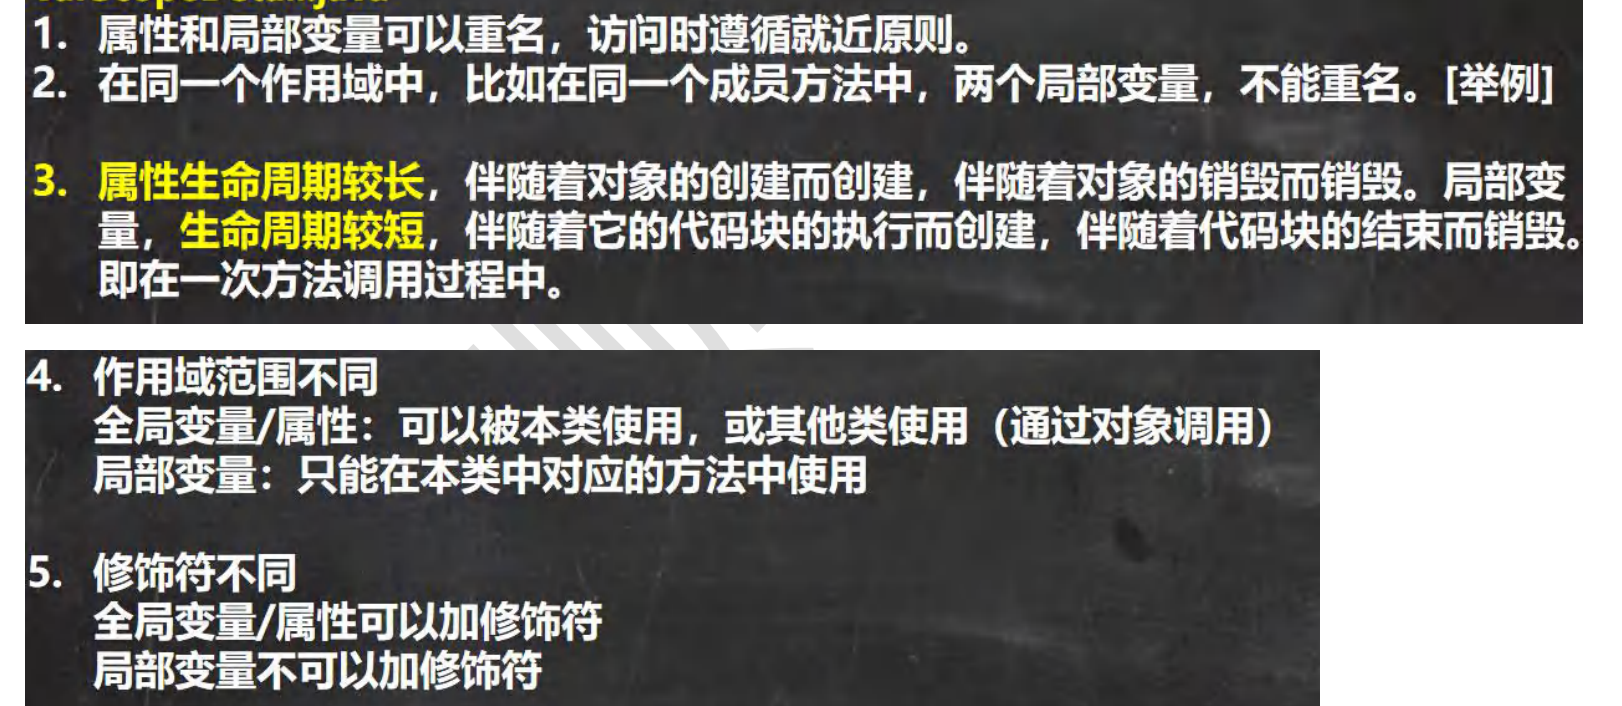 1. 属性和局部变量可以重名，访问时遵循就近原则。
2. 在同一个作用域中，比如在同一个成员方法中，两个局部变量，不能重名。[举例]
3. 属性生命周期较长，伴随着对象的创建而创建，伴随着对象的销毁而销毁。局部变
量，生命周期较短，伴随着它的代码块的执行而创建，伴随着代码块的结束而销毁。
即在一次方法调用过程中。
4. 作用域范围不同
全局变量/属性：可以被本类使用，或其他类使用（通过对象调用）
局部变量：只能在本类中对应的方法中使用
5. 修饰符不同
全局变量/属性可以加修饰符
局部变量不可以加修饰符